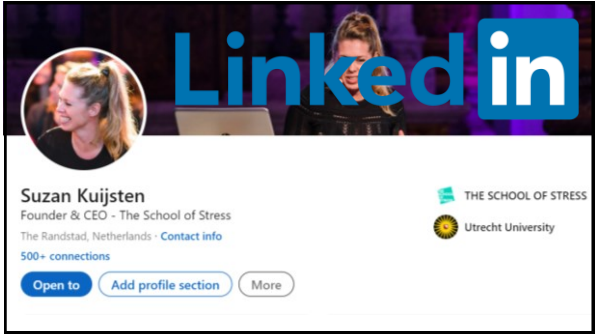 Linkedin
Suzan Kuijsten
Founder & CEO - The School of Stress
The Randstad, Netherlands · Contact info
500+ connections
Open to
Add profile section
More
THE SCHOOL OF STRESS
Utrecht University